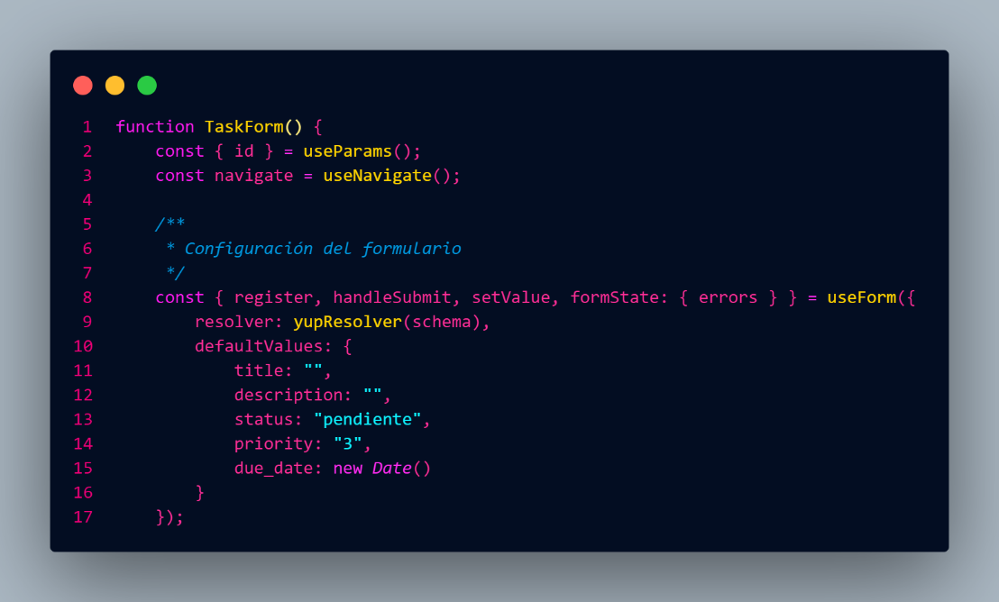 1 function TaskForm() {
2     const { id } = useParams();
3     const navigate = useNavigate();
4
5     /**
6      * Configuración del formulario
7      */
8     const { register, handleSubmit, setValue, formState: { errors } } = useForm({
9         resolver: yupResolver(schema),
10         defaultValues: {
11             title: "",
12             description: "",
13             status: "pendiente",
14             priority: "3",
15             due_date: new Date()
16         }
17     });